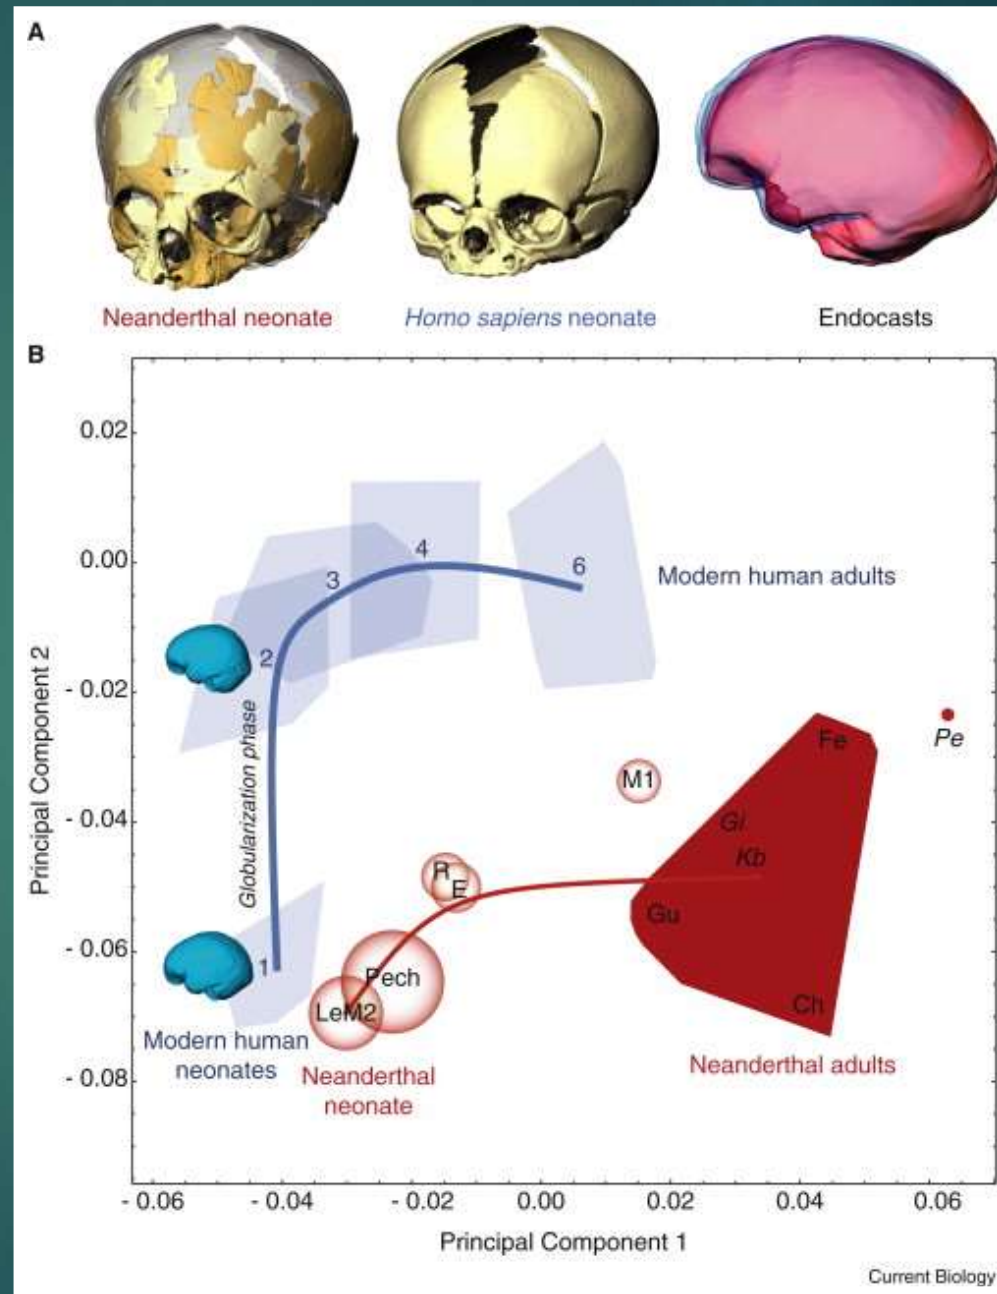 A
Neanderthal neonate
Homo sapiens neonate
Endocasts
B
0.02
0.00
- 0.02
- 0.04
- 0.06
- 0.08
Principal Component 2
1
2
3
4
6
Globularization phase
Modern human adults
Modern human
neonates
Neanderthal
neonate
Neanderthal adults
LeM2
Pech
R
E
M1
Gi
Kb
Gu
Fe
Ch
Pe
- 0.06
- 0.04
- 0.02
0.00
0.02
0.04
0.06
Principal Component 1
Current Biology